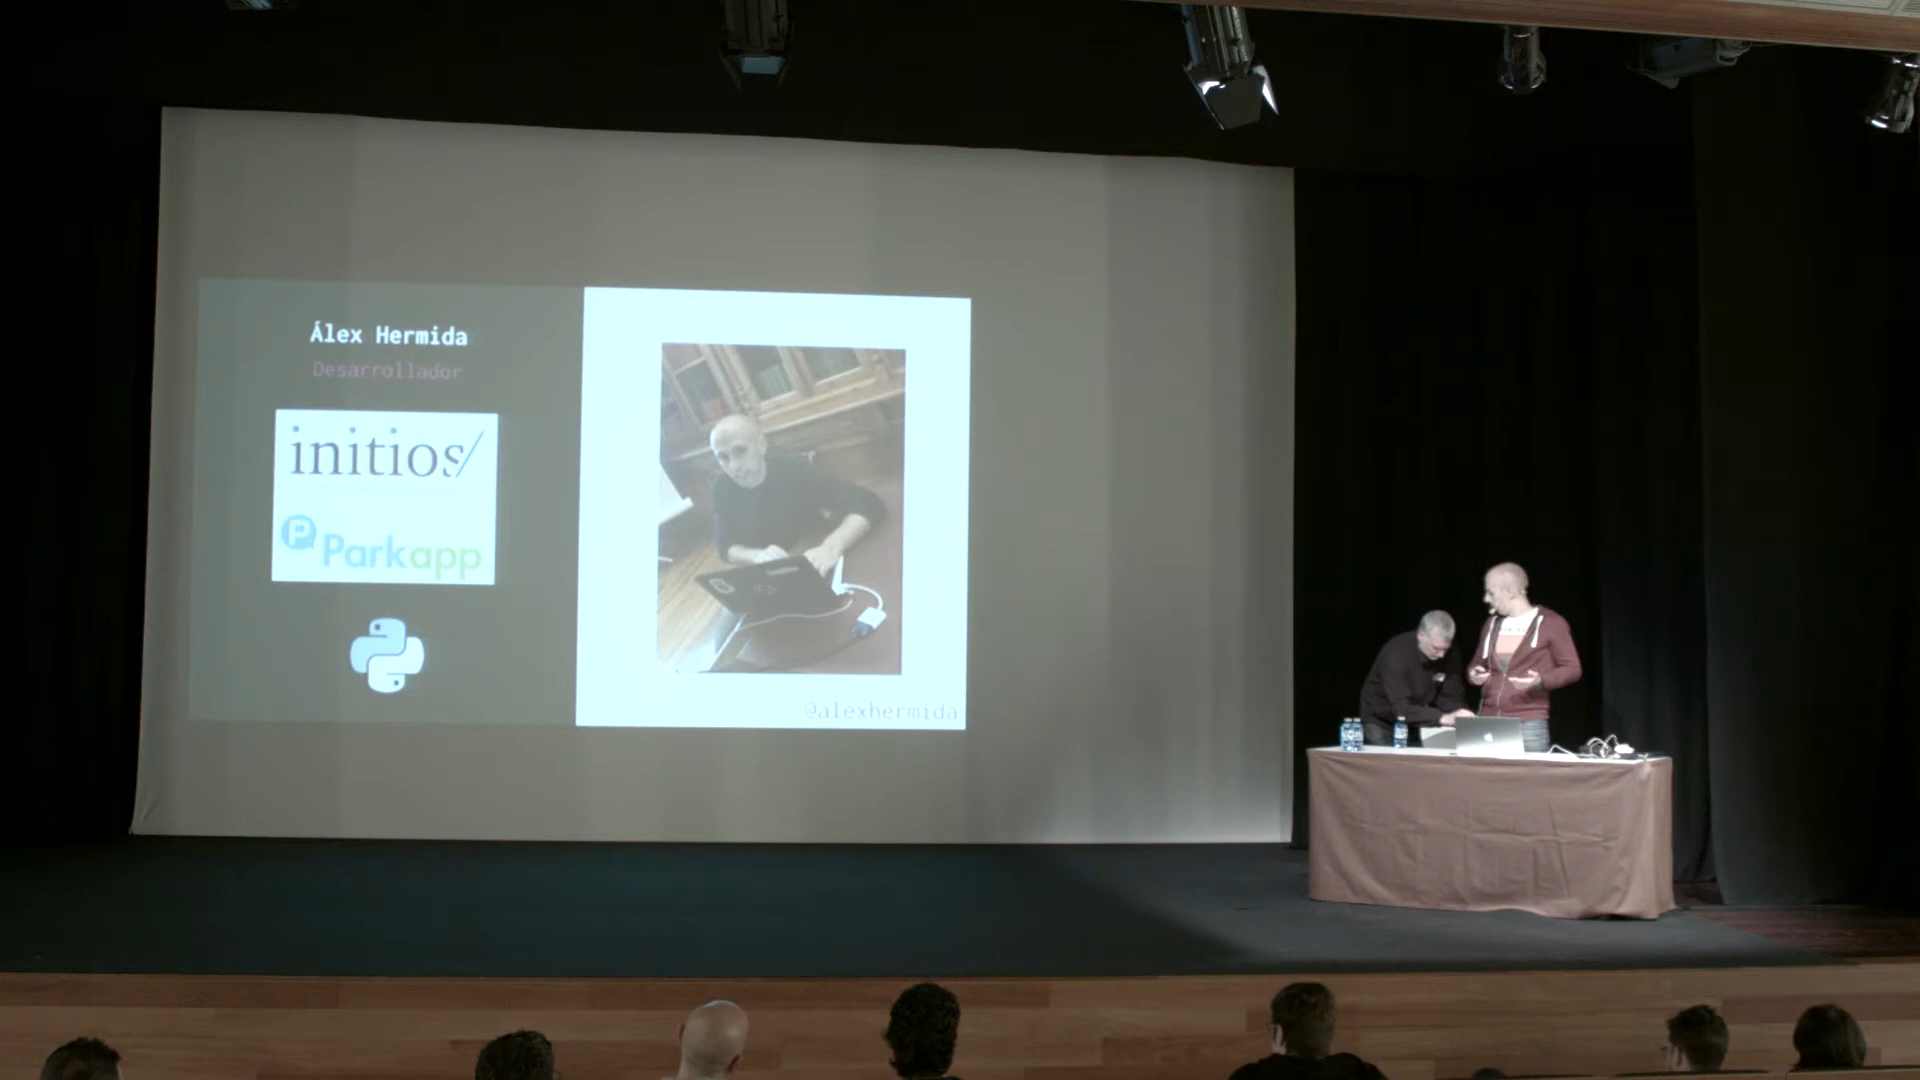 Álex Hermida
Desarrollador
initios/
P Parkapp
@alexhermida